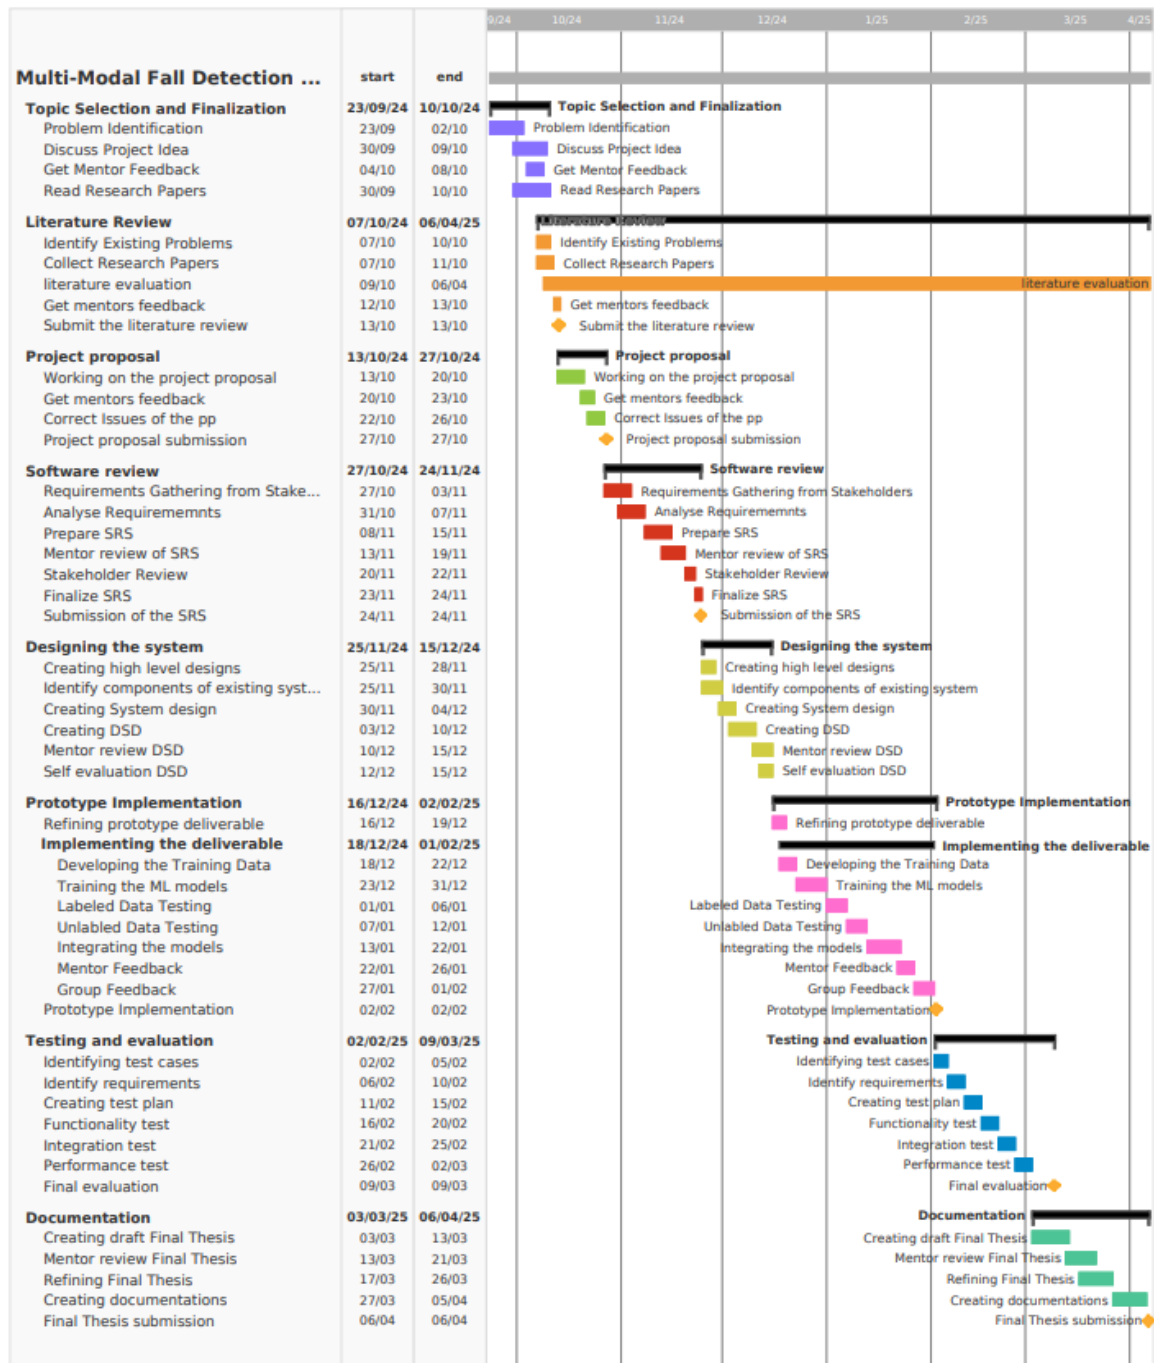 9/24 10/24 11/24 12/24 1/25 2/25 3/25 4/25
Multi-Modal Fall Detection ... start end
Topic Selection and Finalization 23/09/24 10/10/24 Topic Selection and Finalization
Problem Identification 23/09 02/10 Problem Identification
Discuss Project Idea 30/09 09/10 Discuss Project Idea
Get Mentor Feedback 04/10 08/10 Get Mentor Feedback
Read Research Papers 30/09 10/10 Read Research Papers
Literature Review 07/10/24 06/04/25 Literature Review
Identify Existing Problems 07/10 10/10 Identify Existing Problems
Collect Research Papers 07/10 11/10 Collect Research Papers
literature evaluation 09/10 06/04 literature evaluation
Get mentors feedback 12/10 13/10 Get mentors feedback
Submit the literature review 13/10 13/10 Submit the literature review
Project proposal 13/10/24 27/10/24 Project proposal
Working on the project proposal 13/10 20/10 Working on the project proposal
Get mentors feedback 20/10 23/10 Get mentors feedback
Correct Issues of the pp 22/10 26/10 Correct Issues of the pp
Project proposal submission 27/10 27/10 Project proposal submission
Software review 27/10/24 24/11/24 Software review
Requirements Gathering from Stake... 27/10 03/11 Requirements Gathering from Stakeholders
Analyse Requirememnts 31/10 07/11 Analyse Requirememnts
Prepare SRS 08/11 15/11 Prepare SRS
Mentor review of SRS 13/11 19/11 Mentor review of SRS
Stakeholder Review 20/11 22/11 Stakeholder Review
Finalize SRS 23/11 24/11 Finalize SRS
Submission of the SRS 24/11 24/11 Submission of the SRS
Designing the system 25/11/24 15/12/24 Designing the system
Creating high level designs 25/11 28/11 Creating high level designs
Identify components of existing syst... 25/11 30/11 Identify components of existing system
Creating System design 30/11 04/12 Creating System design
Creating DSD 03/12 10/12 Creating DSD
Mentor review DSD 10/12 15/12 Mentor review DSD
Self evaluation DSD 12/12 15/12 Self evaluation DSD
Prototype Implementation 16/12/24 02/02/25 Prototype Implementation
Refining prototype deliverable 16/12 19/12 Refining prototype deliverable
Implementing the deliverable 18/12/24 01/02/25 Implementing the deliverable
Developing the Training Data 18/12 22/12 Developing the Training Data
Training the ML models 23/12 31/12 Training the ML models
Labeled Data Testing 01/01 06/01 Labeled Data Testing
Unlabled Data Testing 07/01 12/01 Unlabled Data Testing
Integrating the models 13/01 22/01 Integrating the models
Mentor Feedback 22/01 26/01 Mentor Feedback
Group Feedback 27/01 01/02 Group Feedback
Prototype Implementation 02/02 02/02 Prototype Implementation
Testing and evaluation 02/02/25 09/03/25 Testing and evaluation
Identifying test cases 02/02 05/02 Identifying test cases
Identify requirements 06/02 10/02 Identify requirements
Creating test plan 11/02 15/02 Creating test plan
Functionality test 16/02 20/02 Functionality test
Integration test 21/02 25/02 Integration test
Performance test 26/02 02/03 Performance test
Final evaluation 09/03 09/03 Final evaluation
Documentation 03/03/25 06/04/25 Documentation
Creating draft Final Thesis 03/03 13/03 Creating draft Final Thesis
Mentor review Final Thesis 13/03 21/03 Mentor review Final Thesis
Refining Final Thesis 17/03 26/03 Refining Final Thesis
Creating documentations 27/03 05/04 Creating documentations
Final Thesis submission 06/04 06/04 Final Thesis submission